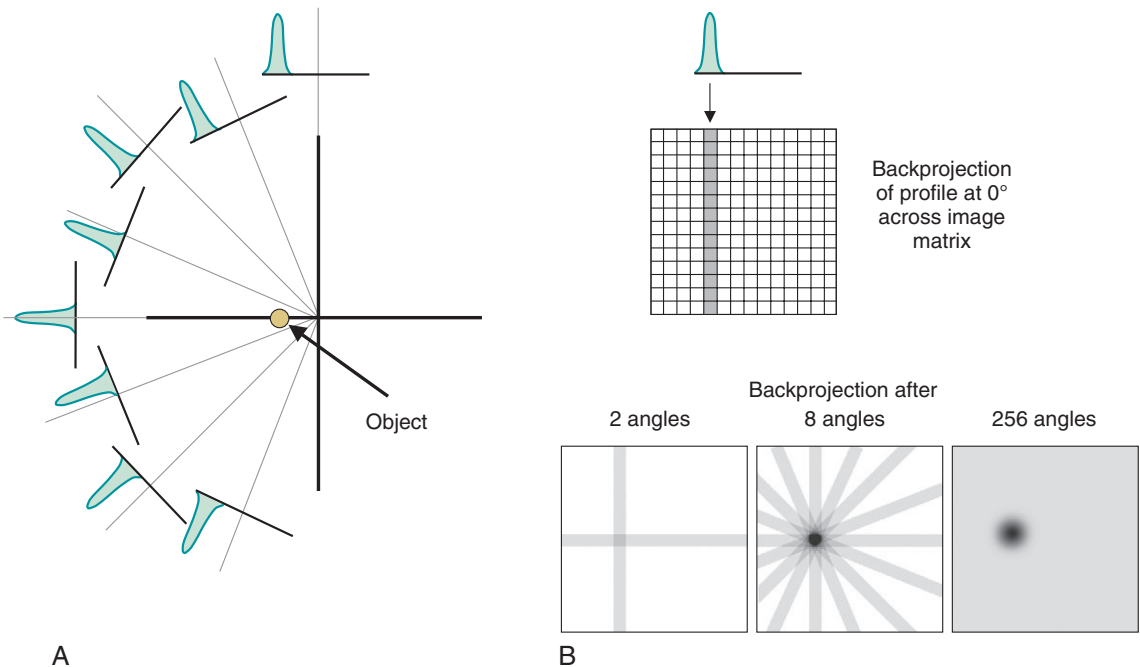 Object
A
Backprojection
of profile at 0°
across image
matrix
Backprojection after
2 angles
8 angles
256 angles
B